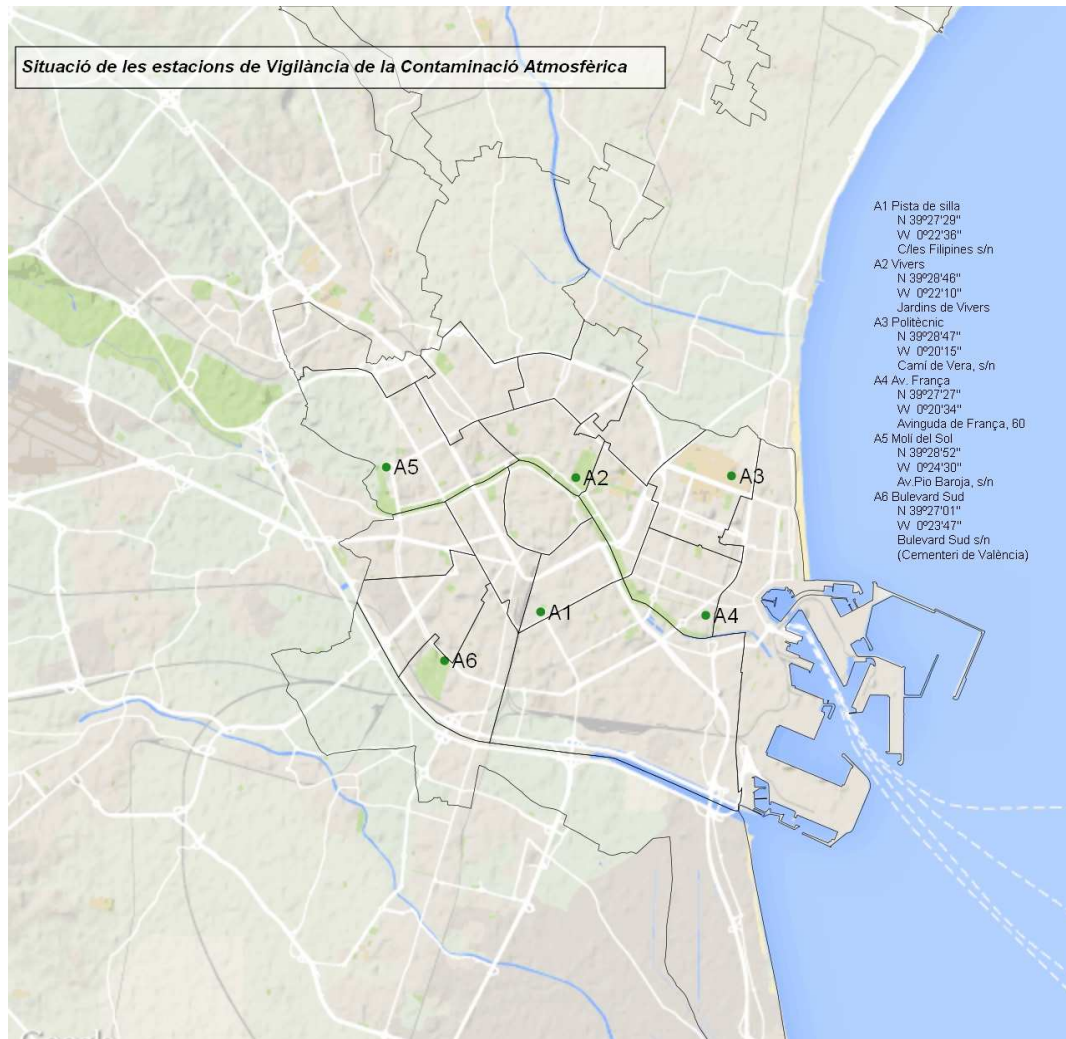 Situació de les estacions de Vigilància de la Contaminació Atmosfèrica
A1 Pista de silla
N 39º27'29"
W 0º22'36"
C/les Filipines s/n
A2 Vivers
N 39º28'46"
W 0º22'10"
Jardins de Vivers
A3 Politècnic
N 39º28'47"
W 0º20'15"
Camí de Vera, s/n
A4 Av. França
N 39º27'27"
W 0º20'34"
Avinguda de França, 60
A5 Molí del Sol
N 39º28'52"
W 0º24'30"
Av.Pio Baroja, s/n
A6 Bulevard Sud
N 39º27'01"
W 0º23'47"
Bulevard Sud s/n
(Cementeri de València)
A5
A2
A3
A1
A4
A6